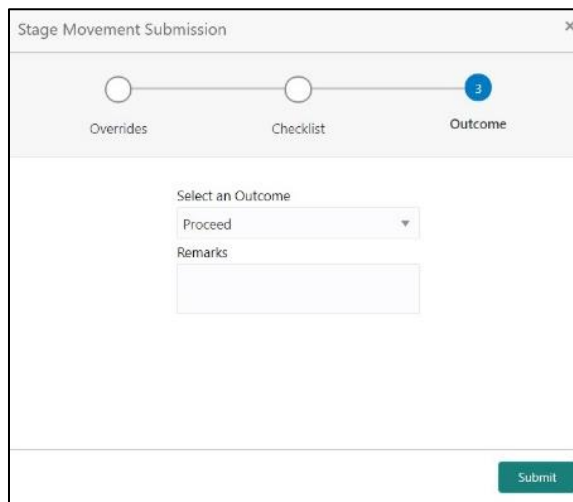 Stage Movement Submission ×
3
Overrides Checklist Outcome
Select an Outcome
Proceed
Remarks
Submit